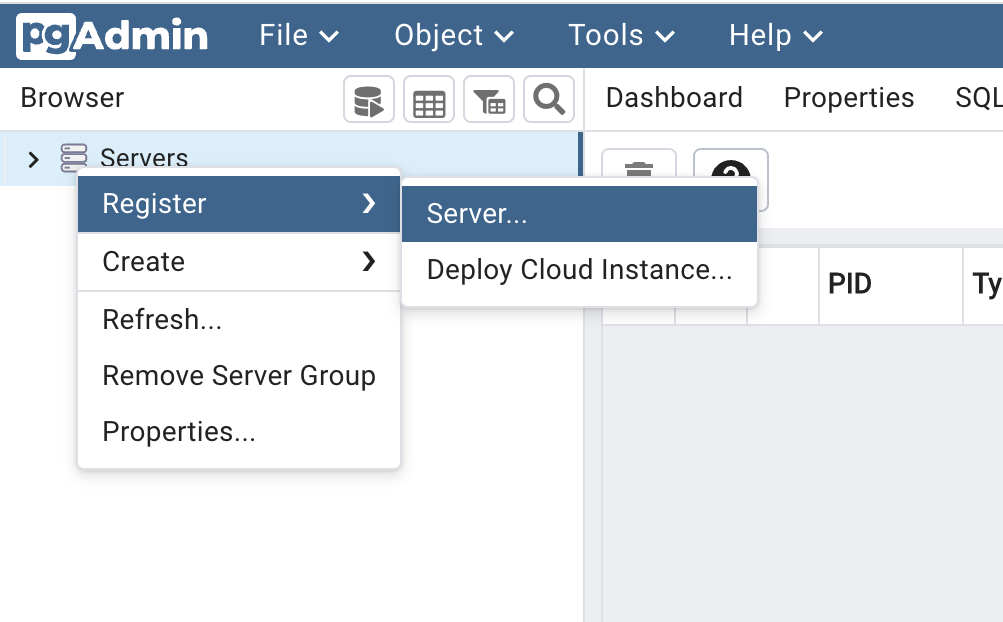 pgAdmin File Object Tools Help
Browser Dashboard Properties SQL
Servers
Register Server...
Create Deploy Cloud Instance...
PID Ty
Refresh...
Remove Server Group
Properties...